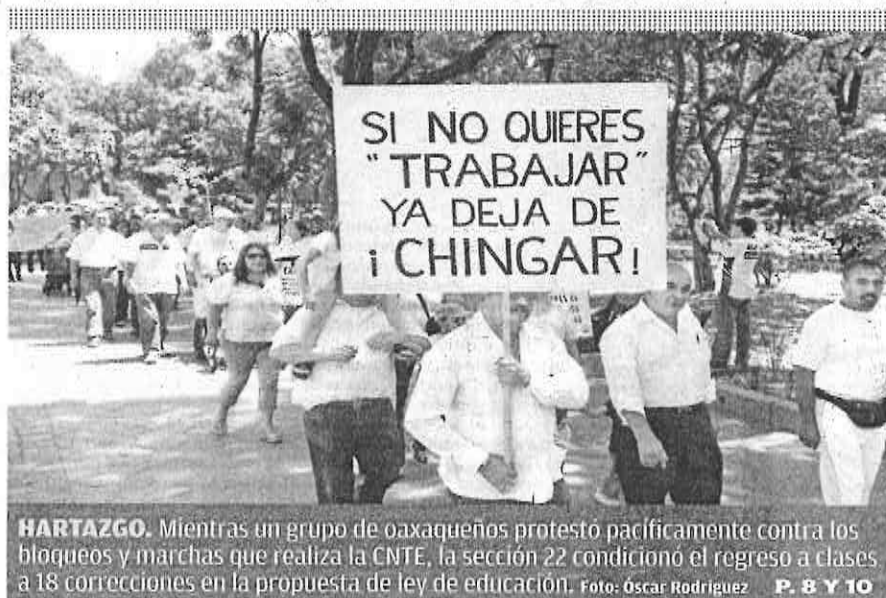 SI NO QUIERES
"TRABAJAR"
YA DEJA DE
¡CHINGAR!
HARTAZGO. Mientras un grupo de oaxaqueños protestó pacíficamente contra los
bloqueos y marchas que realiza la CNTE, la sección 22 condicionó el regreso a clases
a 18 correcciones en la propuesta de ley de educación. Foto: Óscar Rodríguez P. 8 Y 10